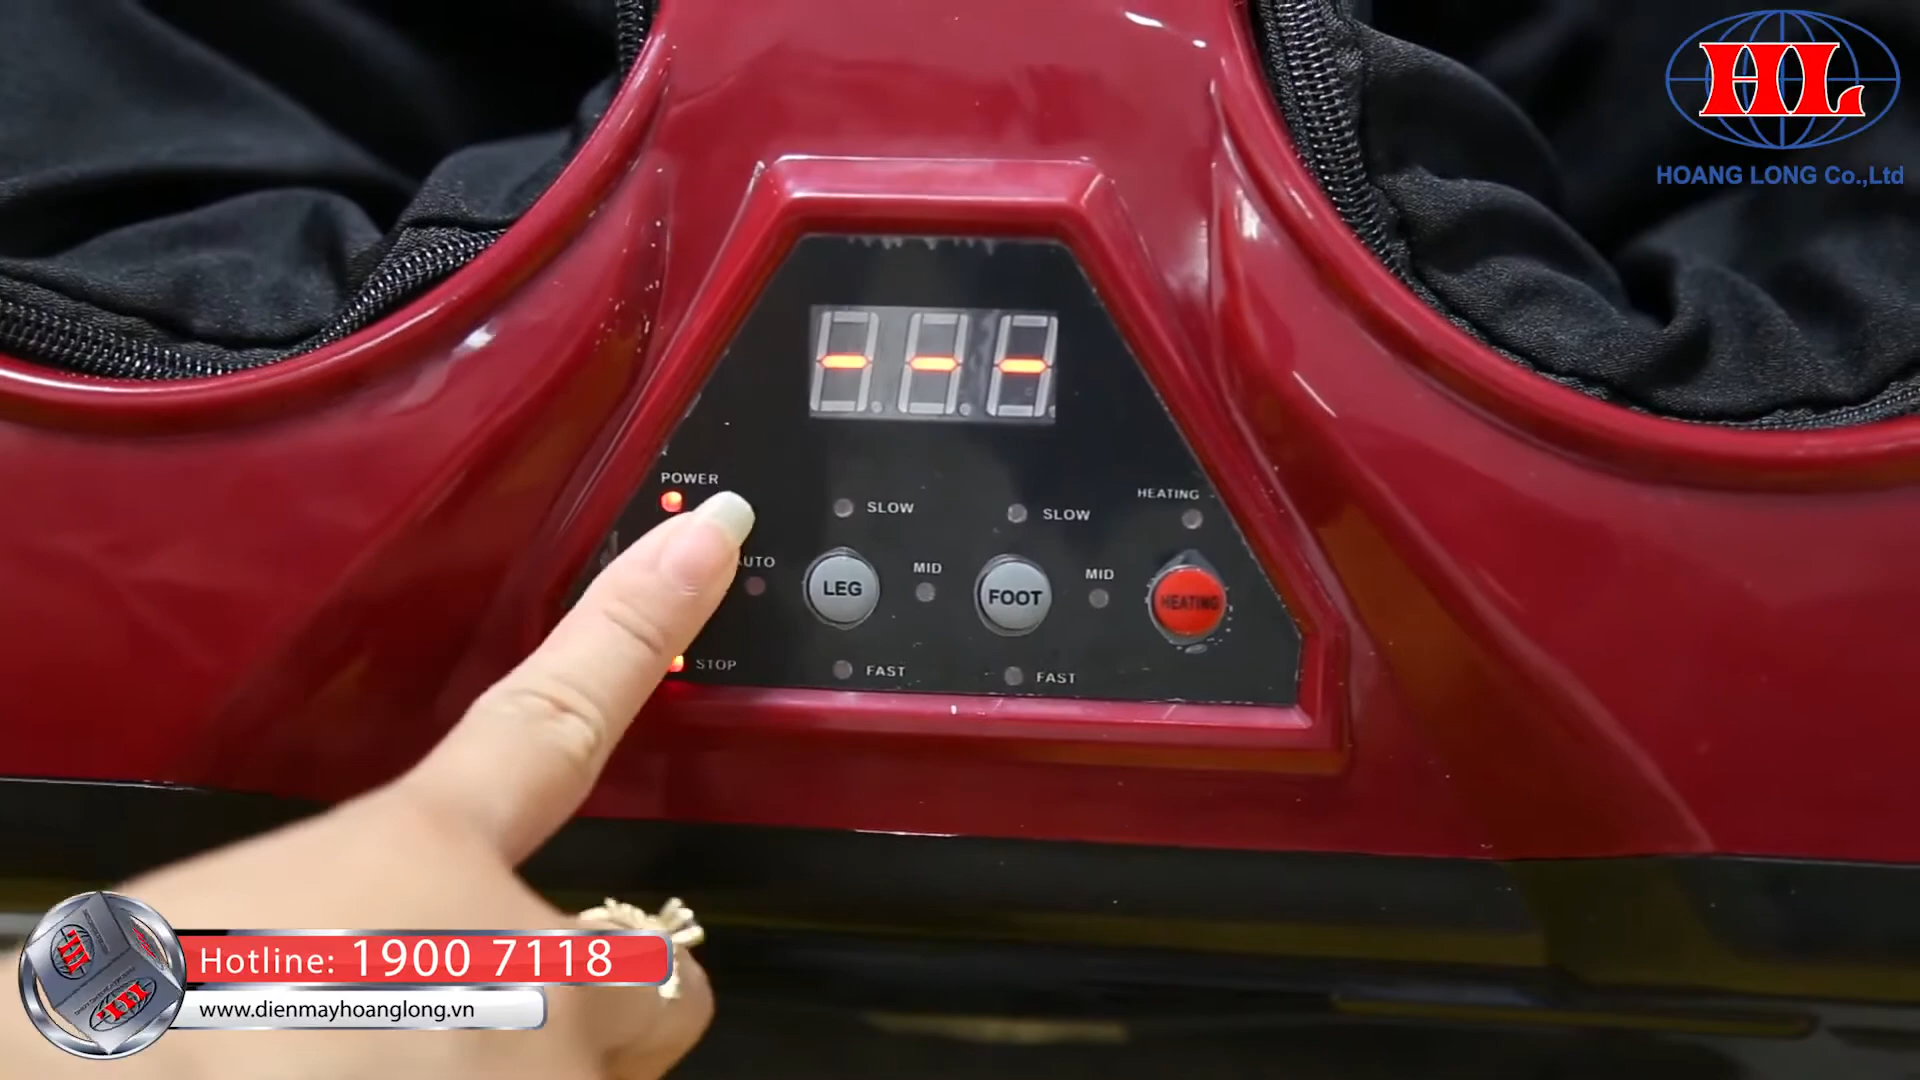 HL
HOANG LONG Co.,Ltd
---
POWER
SLOW
SLOW
HEATING
LEG
MID
FOOT
MID
HEATING
STOP
FAST
FAST
Hotline: 1900 7118
www.dienmayhoanglong.vn